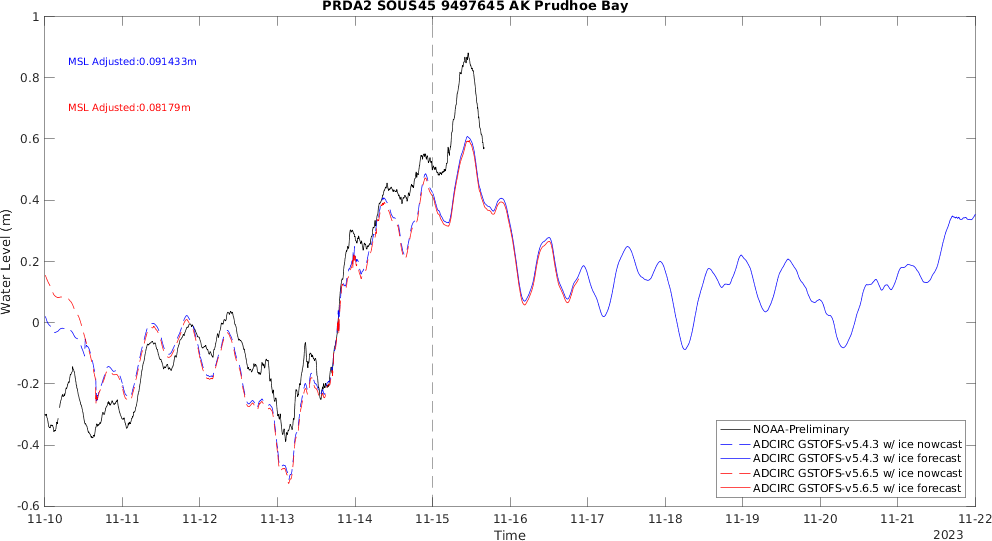 PRDA2 SOUS45 9497645 AK Prudhoe Bay
1
0.8
0.6
0.4
0.2
0
-0.2
-0.4
-0.6
Water Level (m)
MSL Adjusted:0.091433m
MSL Adjusted:0.08179m
NOAA-Preliminary
ADCIRC GSTOFS-v5.4.3 w/ ice nowcast
ADCIRC GSTOFS-v5.4.3 w/ ice forecast
ADCIRC GSTOFS-v5.6.5 w/ ice nowcast
ADCIRC GSTOFS-v5.6.5 w/ ice forecast
11-10 11-11 11-12 11-13 11-14 11-15 11-16 11-17 11-18 11-19 11-20 11-21 11-22
Time
2023